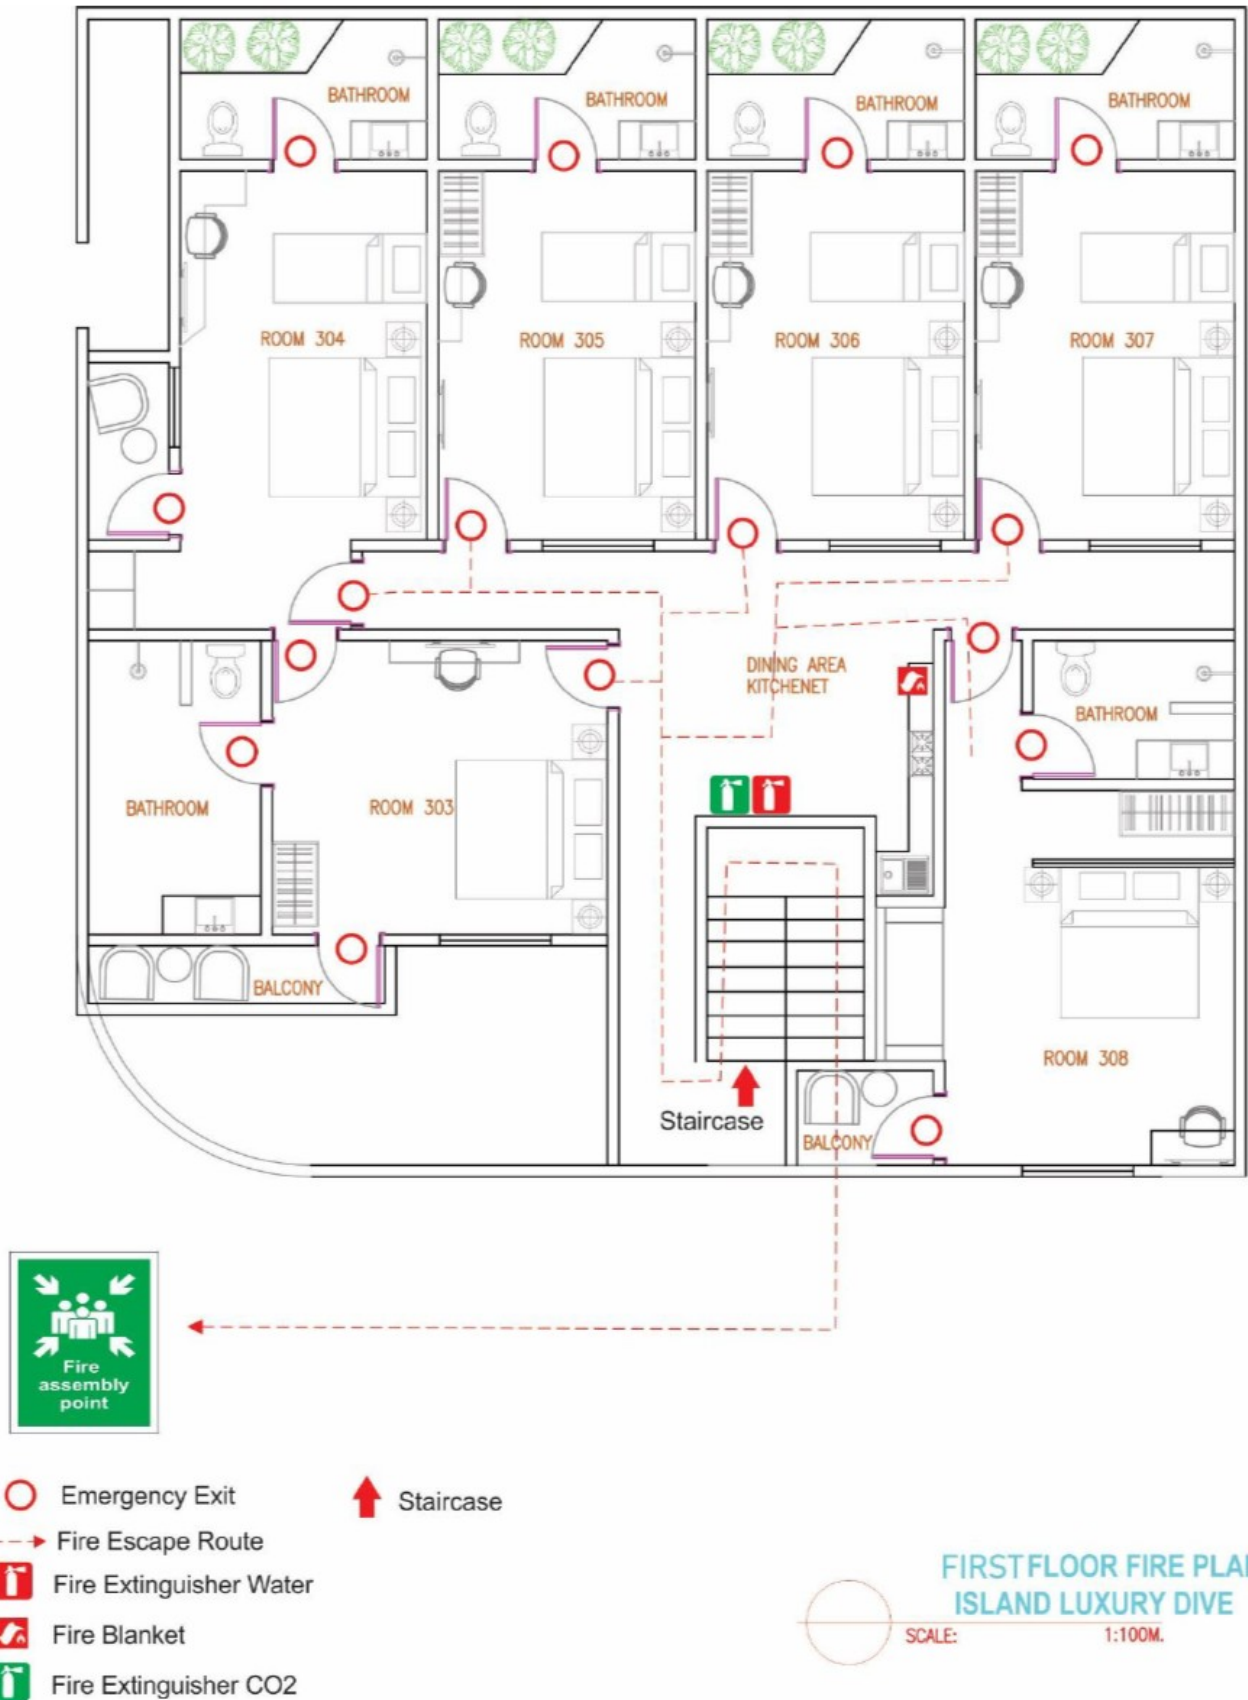 BATHROOM
BATHROOM
BATHROOM
BATHROOM
ROOM 304
ROOM 305
ROOM 306
ROOM 307
DINING AREA
KITCHENET
BATHROOM
BATHROOM
ROOM 303
BALCONY
ROOM 308
Staircase
BALCONY
Fire
assembly
point
Emergency Exit
Staircase
Fire Escape Route
Fire Extinguisher Water
Fire Blanket
Fire Extinguisher CO2
FIRST FLOOR FIRE PLA
ISLAND LUXURY DIVE
SCALE: 1:100M.